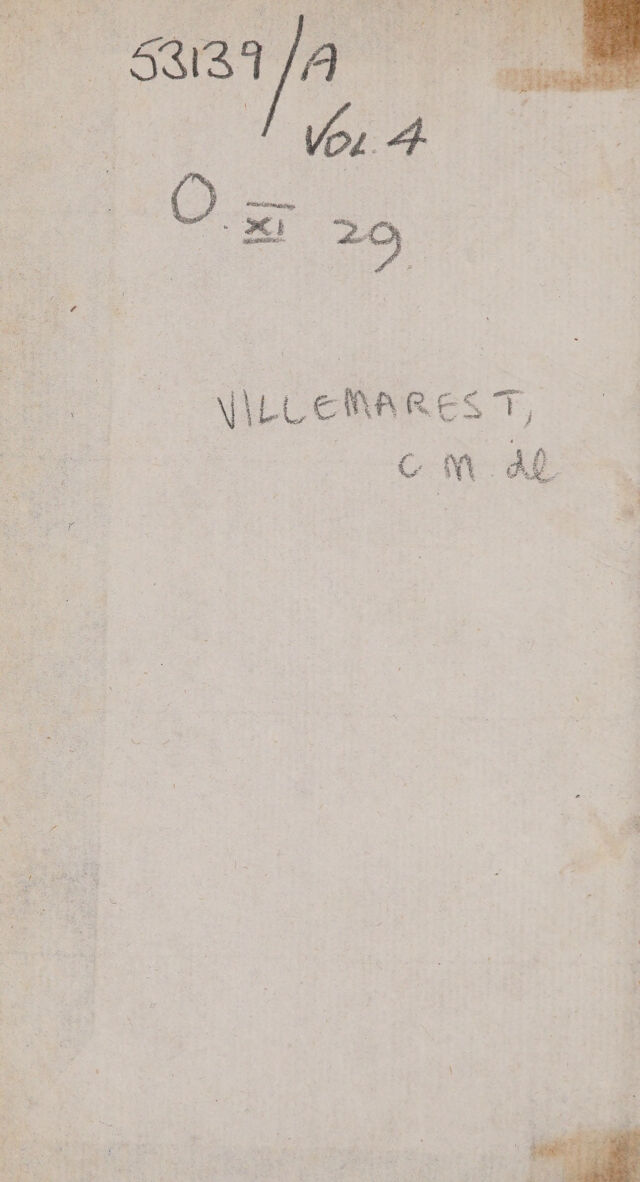 53139/A
VOL. 4
O. XI 29.
VILLEMAREST,
C M de